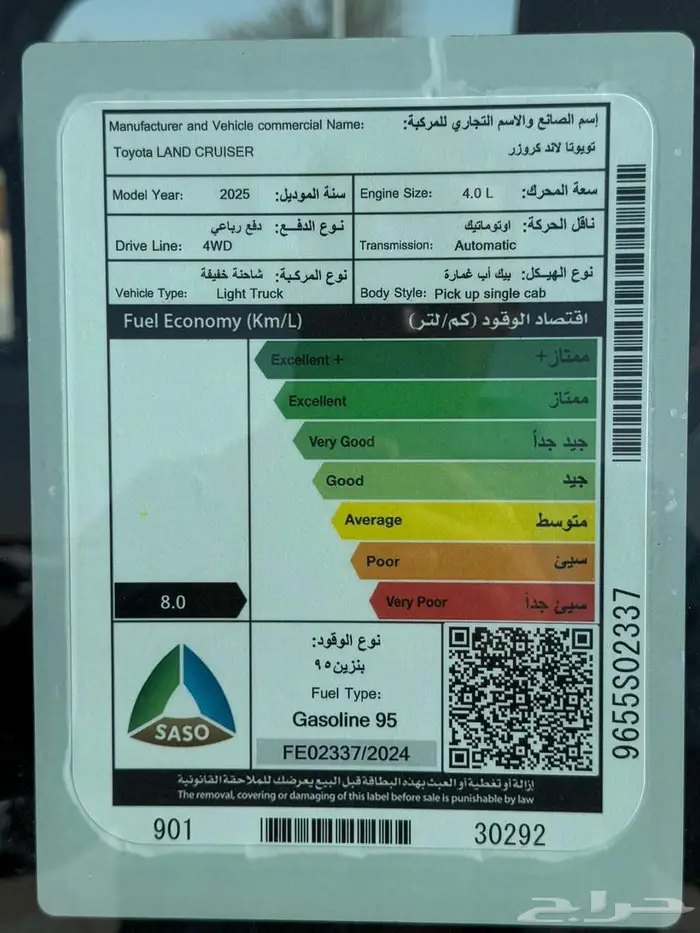 Manufacturer and Vehicle commercial Name: إسم الصانع والاسم التجاري للمركبة:
Toyota LAND CRUISER تويوتا لاند كروزر
Model Year: 2025 سنة الموديل:
Engine Size: 4.0 L سعة المحرك:
نوع الدفع: دفع رباعي
Drive Line: 4WD
ناقل الحركة: اوتوماتيك
Transmission: Automatic
نوع المركبة: شاحنة خفيفة
Vehicle Type: Light Truck
نوع الهيكل: بيك أب غمارة
Body Style: Pick up single cab
Fuel Economy (Km/L) اقتصاد الوقود (كم/لتر)
Excellent + ممتاز +
Excellent ممتاز
Very Good جيد جداً
Good جيد
Average متوسط
Poor سيئ
8.0 Very Poor سيئ جداً
SASO
نوع الوقود:
بنزين ٩٥
Fuel Type:
Gasoline 95
FE02337/2024
إزالة أو تغطية أو العبث بهذه البطاقة قبل البيع يعرضك للملاحقة القانونية
The removal, covering or damaging of this label before sale is punishable by law
901 30292
9655S02337
حراج